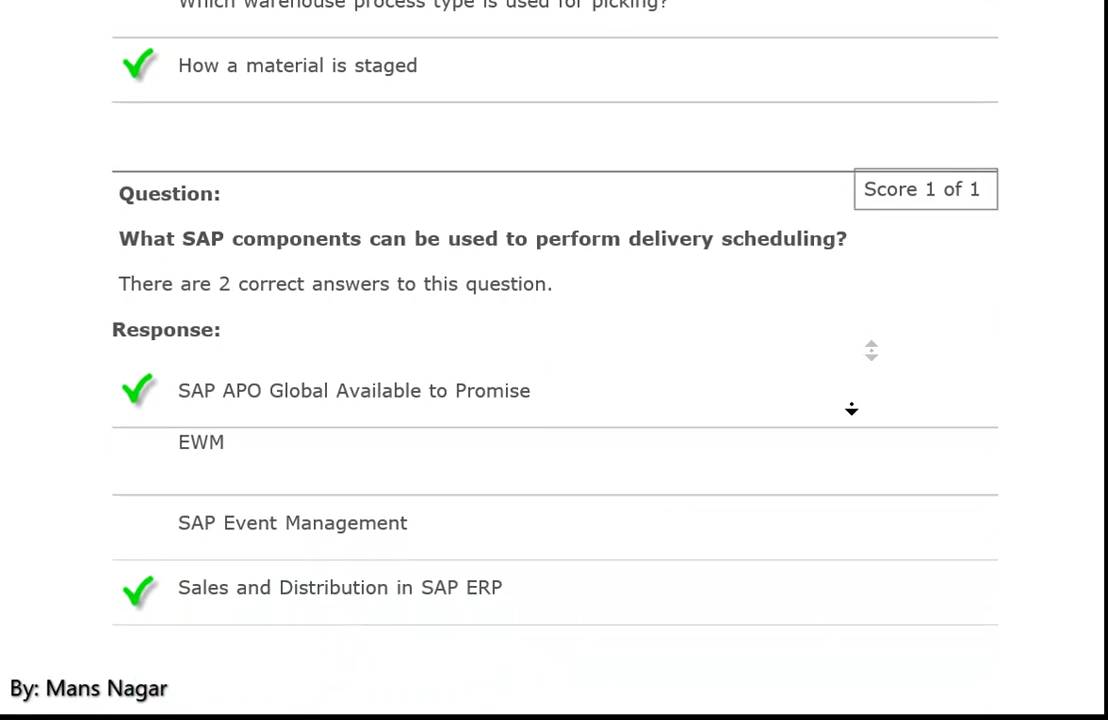 Which warehouse process type is used for picking?
How a material is staged
Score 1 of 1
Question:
What SAP components can be used to perform delivery scheduling?
There are 2 correct answers to this question.
Response:
SAP APO Global Available to Promise
EWM
SAP Event Management
Sales and Distribution in SAP ERP
By: Mans Nagar